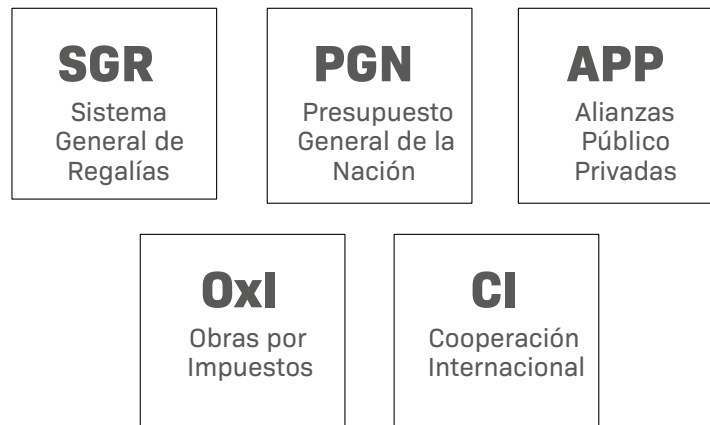 SGR
Sistema
General de
Regalías
PGN
Presupuesto
General de la
Nación
APP
Alianzas
Público
Privadas
OxI
Obras por
Impuestos
CI
Cooperación
Internacional